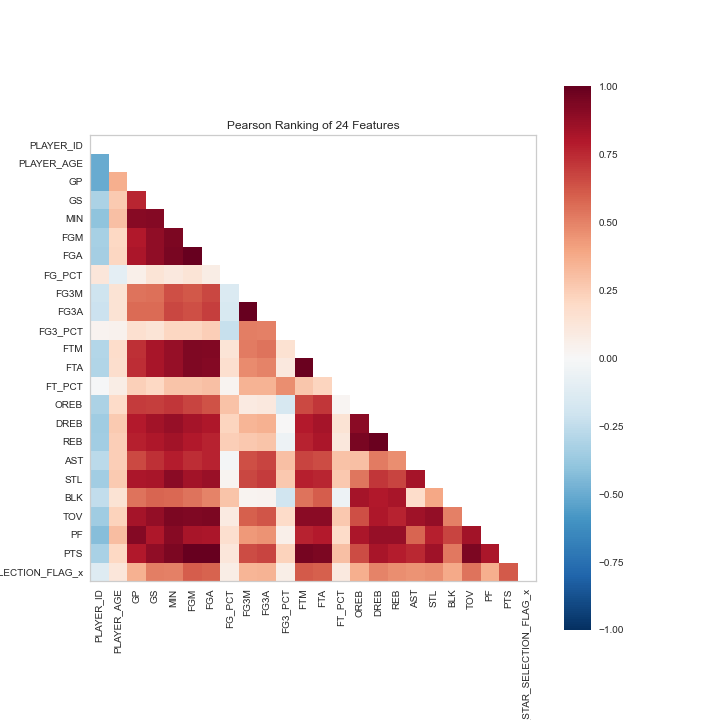 Pearson Ranking of 24 Features
PLAYER_ID
PLAYER_AGE
GP
GS
MIN
FGM
FGA
FG_PCT
FG3M
FG3A
FG3_PCT
FTM
FTA
FT_PCT
OREB
DREB
REB
AST
STL
BLK
TOV
PF
PTS
LECTION_FLAG_x
PLAYER_ID
PLAYER_AGE
GP
GS
MIN
FGM
FGA
FG_PCT
FG3M
FG3A
FG3_PCT
FTM
FTA
FT_PCT
OREB
DREB
REB
AST
STL
BLK
TOV
PF
PTS
STAR_SELECTION_FLAG_x
1.00
0.75
0.50
0.25
0.00
−0.25
−0.50
−0.75
−1.00